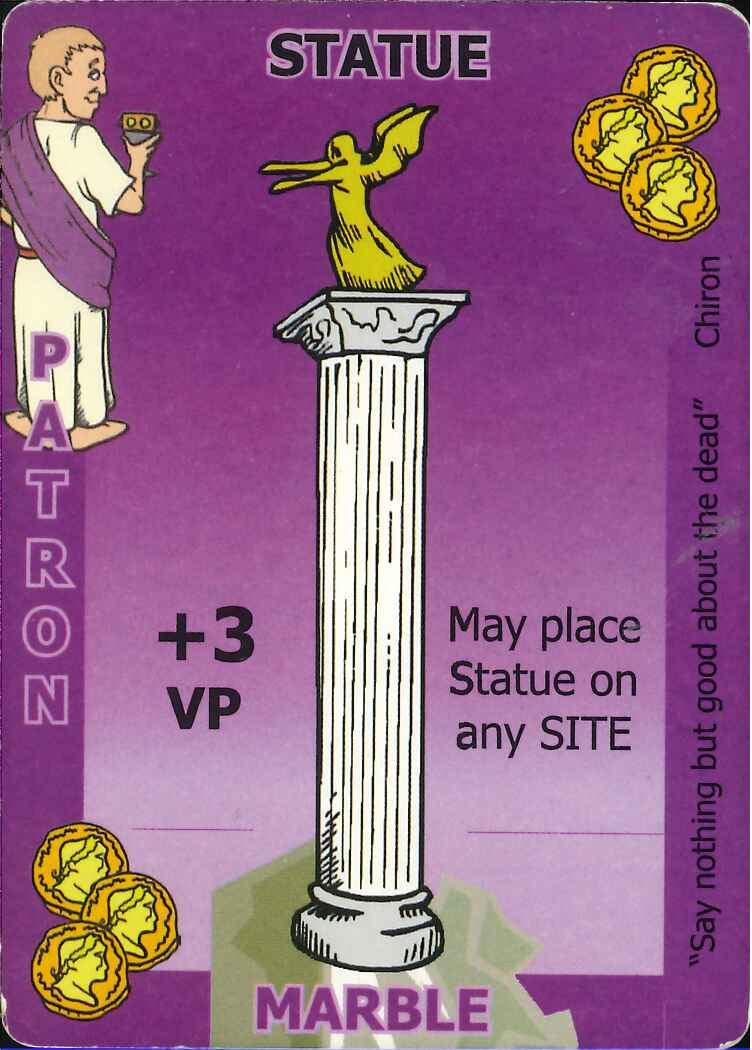 STATUE
PATRON
+3
VP
May place
Statue on
any SITE
"Say nothing but good about the dead" Chiron
MARBLE